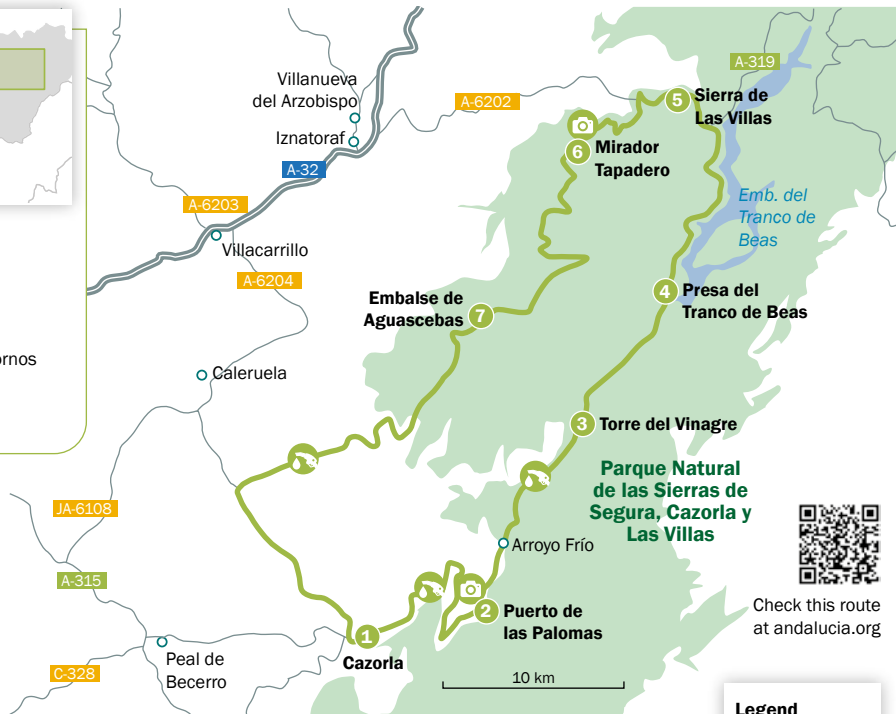 A-319
Villanueva
del Arzobispo
A-6202
5
Sierra de
Las Villas
Iznatoraf
6
Mirador
Tapadero
A-32
Emb. del
Tranco de
Beas
A-6203
Villacarrillo
A-6204
4
Presa del
Tranco de Beas
Embalse de
Aguascebas
7
ornos
Caleruela
3
Torre del Vinagre
Parque Natural
de las Sierras de
Segura, Cazorla y
Las Villas
JA-6108
Arroyo Frío
A-315
Check this route
at andalucia.org
2
Puerto de
las Palomas
1
Cazorla
Peal de
Becerro
C-328
10 km
Legend